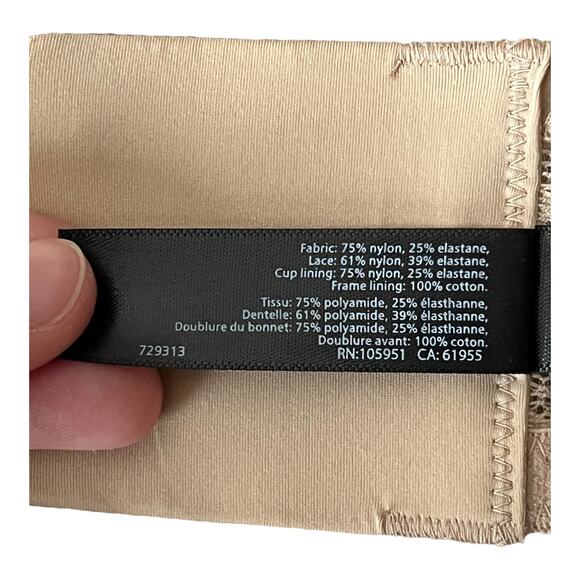 Fabric: 75% nylon, 25% elastane,
Lace: 61% nylon, 39% elastane,
Cup lining: 75% nylon, 25% elastane,
Frame lining: 100% cotton.
Tissu: 75% polyamide, 25% élasthanne,
Dentelle: 61% polyamide, 39% élasthanne,
Doublure du bonnet: 75% polyamide, 25% élasthanne,
Doublure avant: 100% coton.
729313 RN:105951 CA: 61955